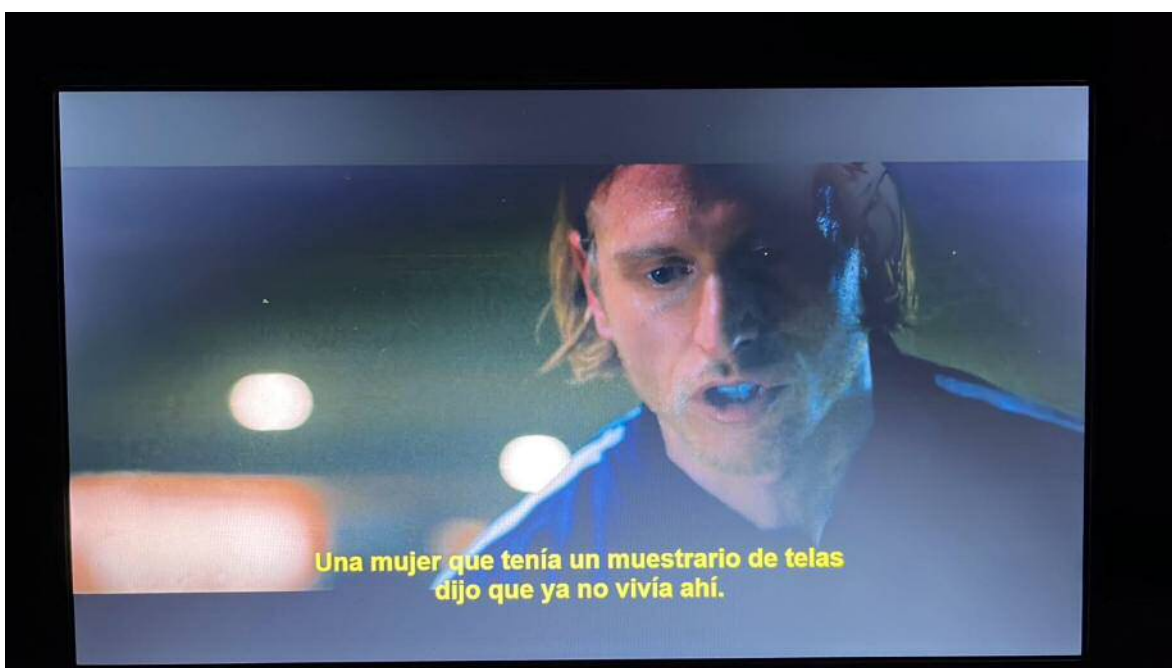 Una mujer que tenía un muestrario de telas
dijo que ya no vivía ahí.